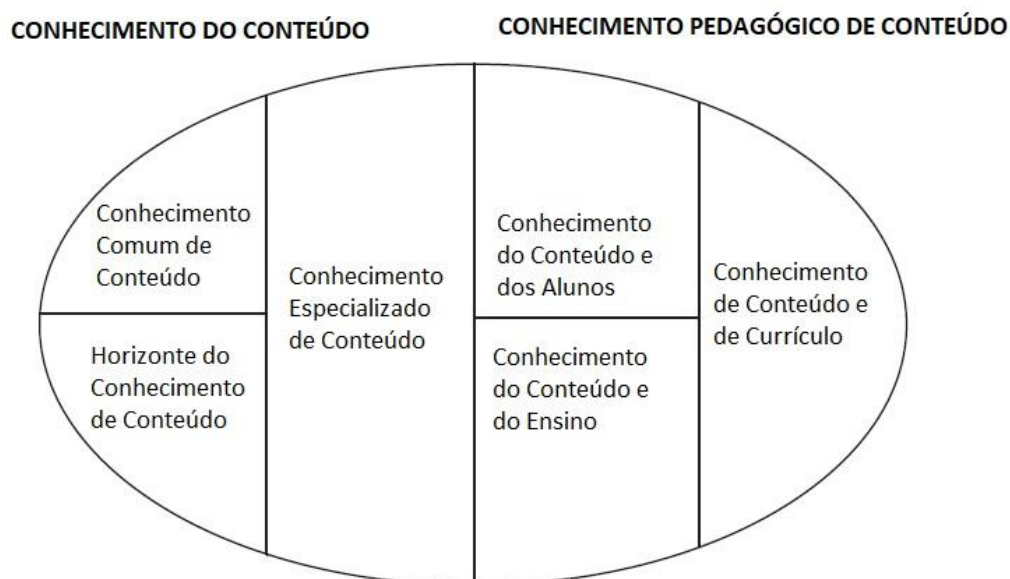 CONHECIMENTO DO CONTEÚDO
CONHECIMENTO PEDAGÓGICO DE CONTEÚDO
Conhecimento
Comum de
Conteúdo
Horizonte do
Conhecimento
de Conteúdo
Conhecimento
Especializado
de Conteúdo
Conhecimento
do Conteúdo e
dos Alunos
Conhecimento
do Conteúdo e
do Ensino
Conhecimento
de Conteúdo e
de Currículo